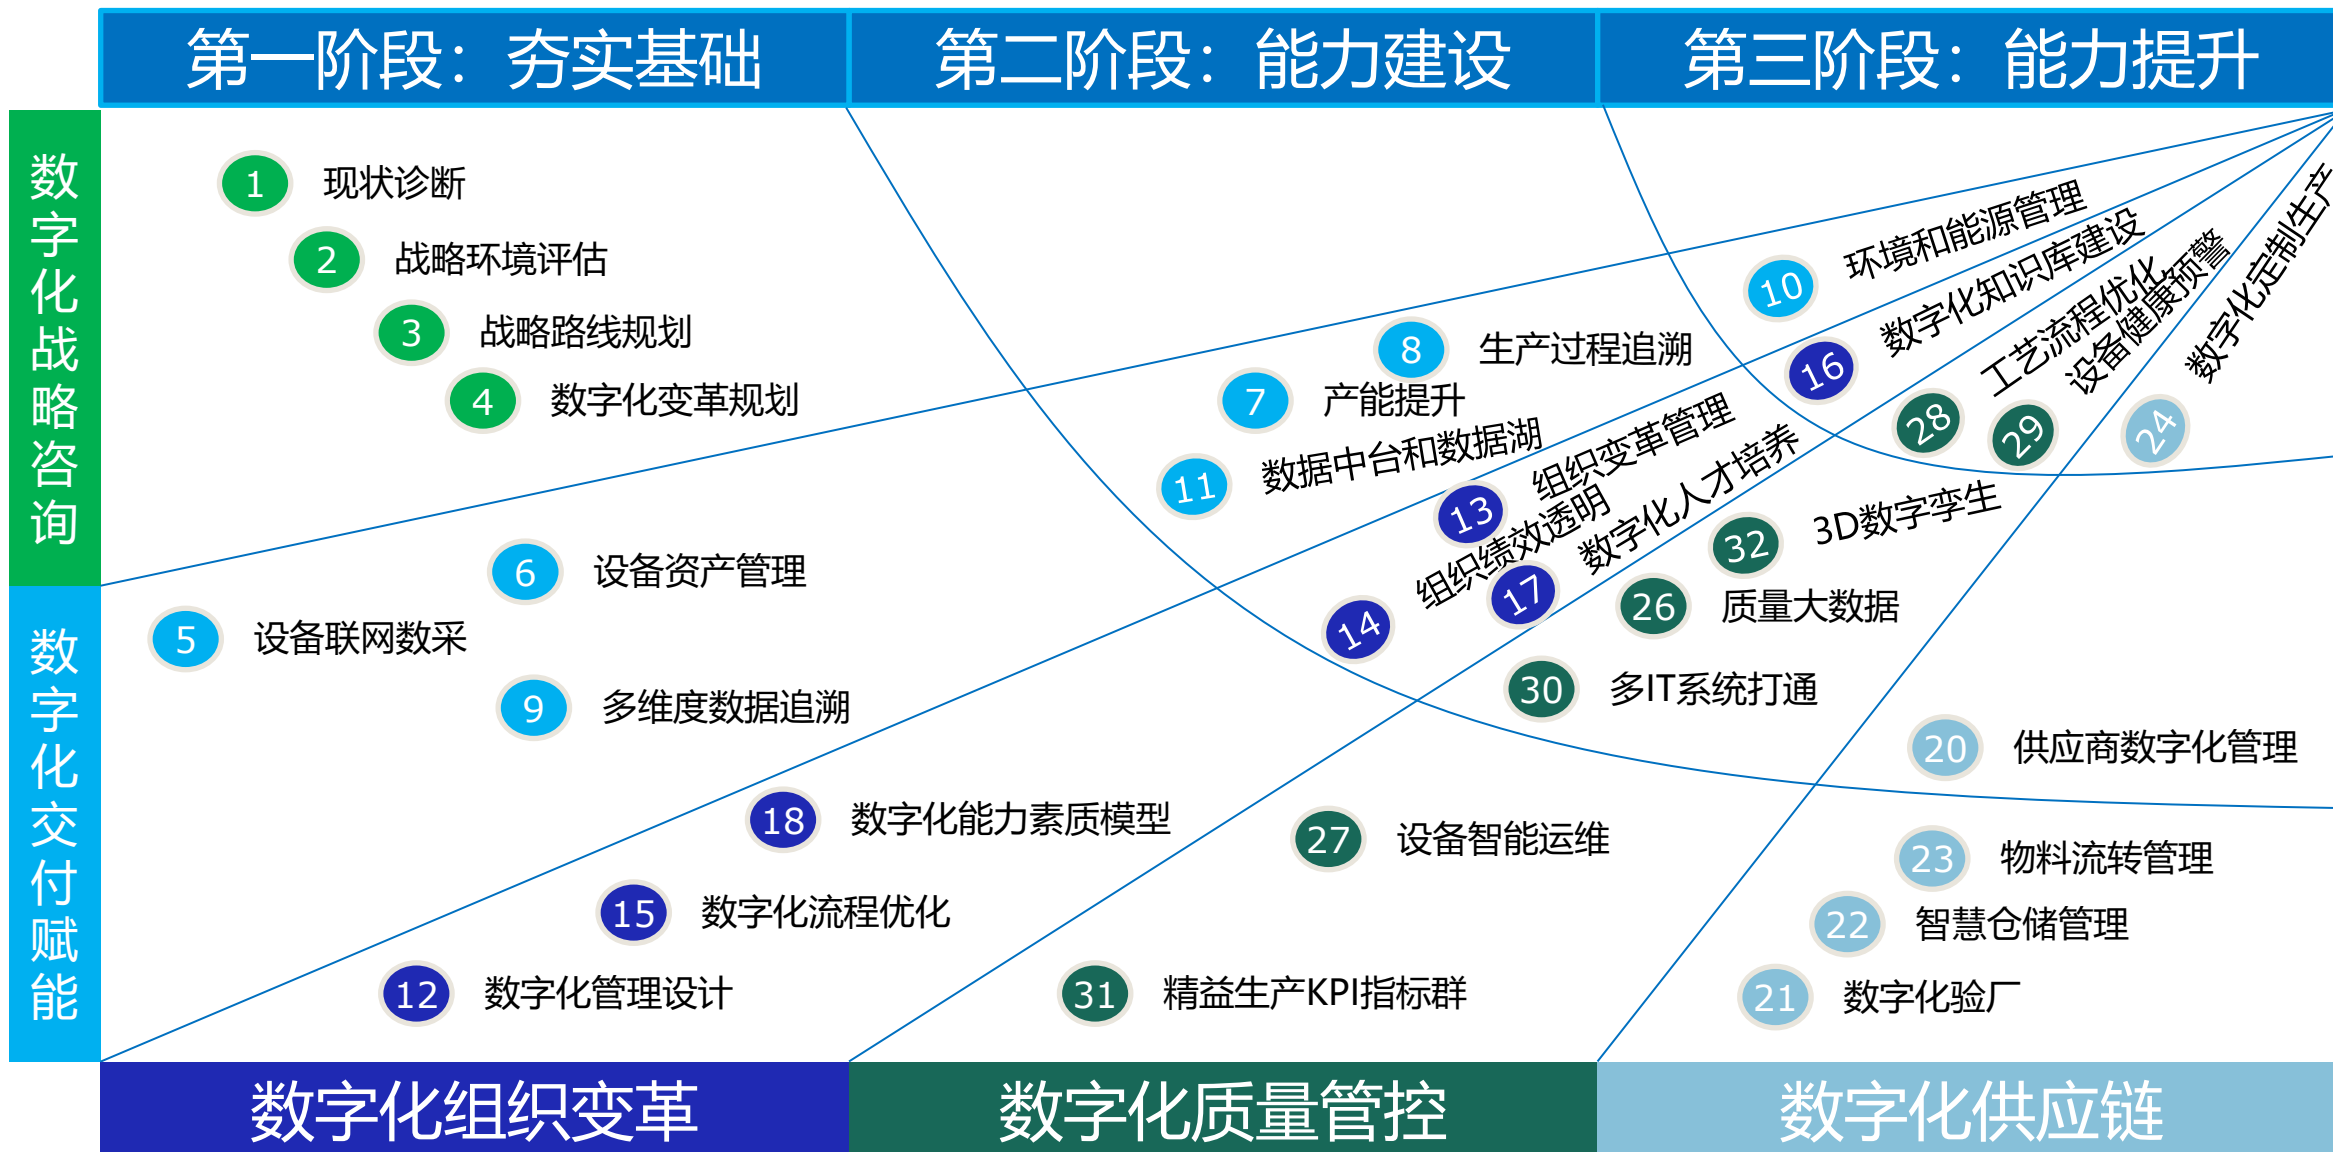 第一阶段：夯实基础
第二阶段：能力建设
第三阶段：能力提升
数字化战略咨询
数字化交付赋能
1 现状诊断
2 战略环境评估
3 战略路线规划
4 数字化变革规划
5 设备联网数采
6 设备资产管理
9 多维度数据追溯
7 产能提升
8 生产过程追溯
11 数据中台和数据湖
10 环境和能源管理
18 数字化能力素质模型
15 数字化流程优化
12 数字化管理设计
13 组织变革管理
14 组织绩效透明
17 数字化人才培养
16 数字化知识库建设
28 工艺流程优化
29 设备健康预警
32 3D数字孪生
26 质量大数据
30 多IT系统打通
27 设备智能运维
31 精益生产KPI指标群
24 数字化定制生产
20 供应商数字化管理
23 物料流转管理
22 智慧仓储管理
21 数字化验厂
数字化组织变革
数字化质量管控
数字化供应链